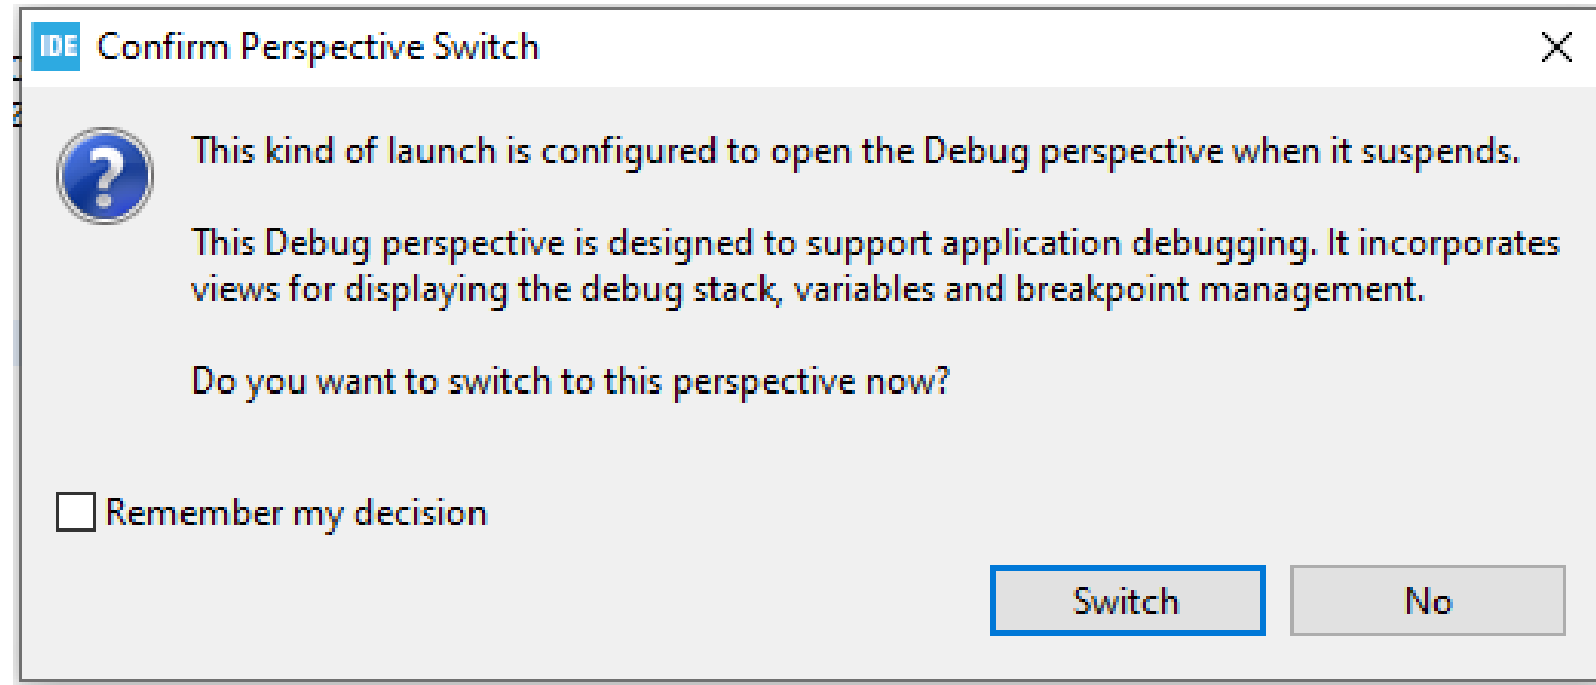 IDE Confirm Perspective Switch
This kind of launch is configured to open the Debug perspective when it suspends.
This Debug perspective is designed to support application debugging. It incorporates
views for displaying the debug stack, variables and breakpoint management.
Do you want to switch to this perspective now?
Remember my decision
Switch No